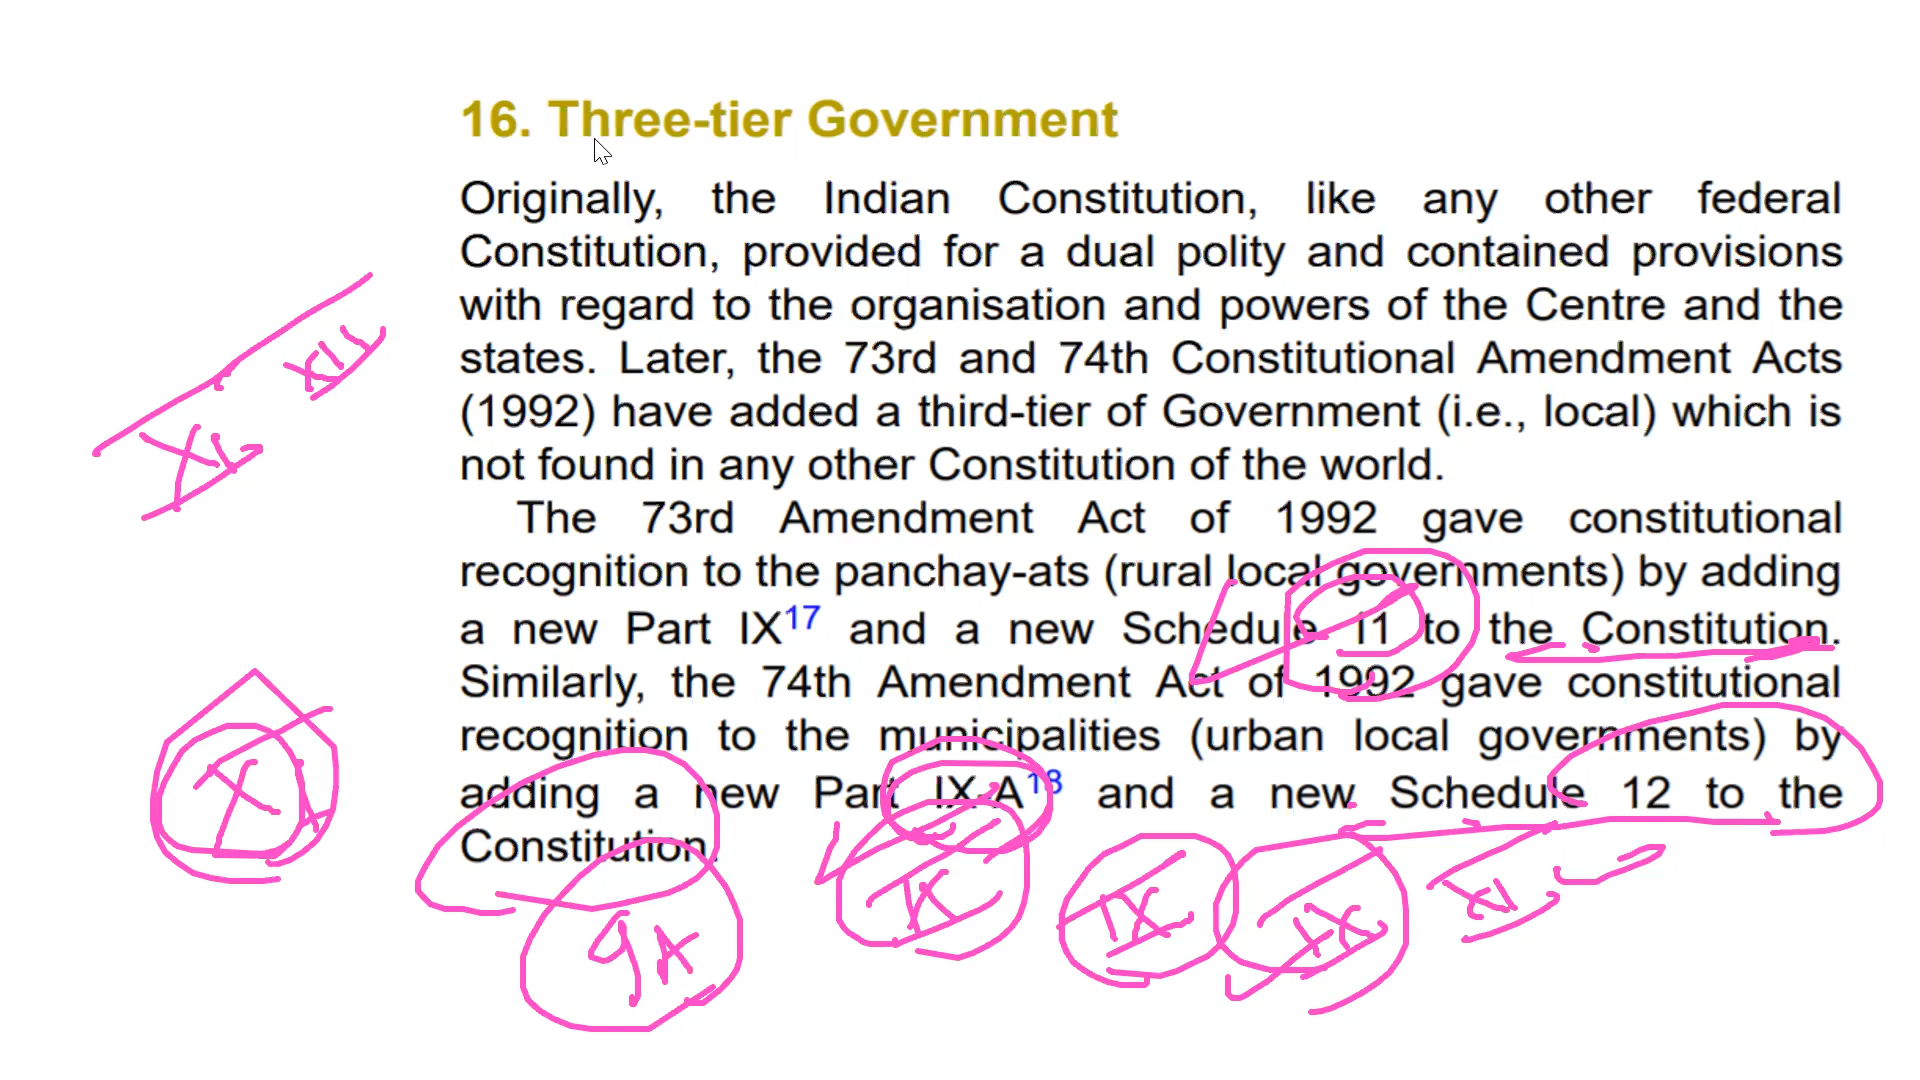 16. Three-tier Government
Originally, the Indian Constitution, like any other federal
Constitution, provided for a dual polity and contained provisions
with regard to the organisation and powers of the Centre and the
states. Later, the 73rd and 74th Constitutional Amendment Acts
(1992) have added a third-tier of Government (i.e., local) which is
not found in any other Constitution of the world.
The 73rd Amendment Act of 1992 gave constitutional
recognition to the panchay-ats (rural local governments) by adding
a new Part IX17 and a new Schedule 11 to the Constitution.
Similarly, the 74th Amendment Act of 1992 gave constitutional
recognition to the municipalities (urban local governments) by
adding a new Part IX-A18 and a new Schedule 12 to the
Constitution.
XII
XI
X
9A
IX
IX
XI